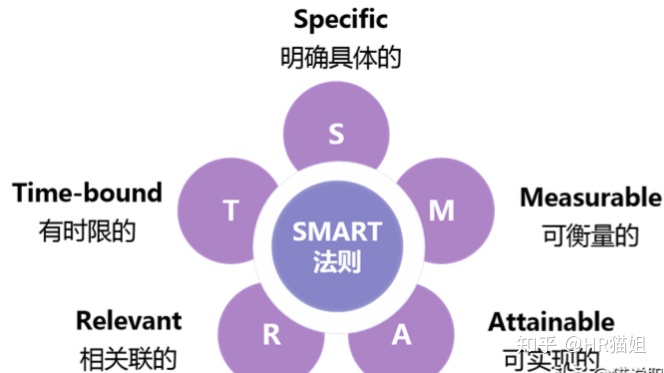 Specific
明确具体的
S
Time-bound
有时限的
T
M
Measurable
可衡量的
SMART
法则
Relevant
相关联的
R
A
Attainable
可实现的
知乎 @HR猫姐